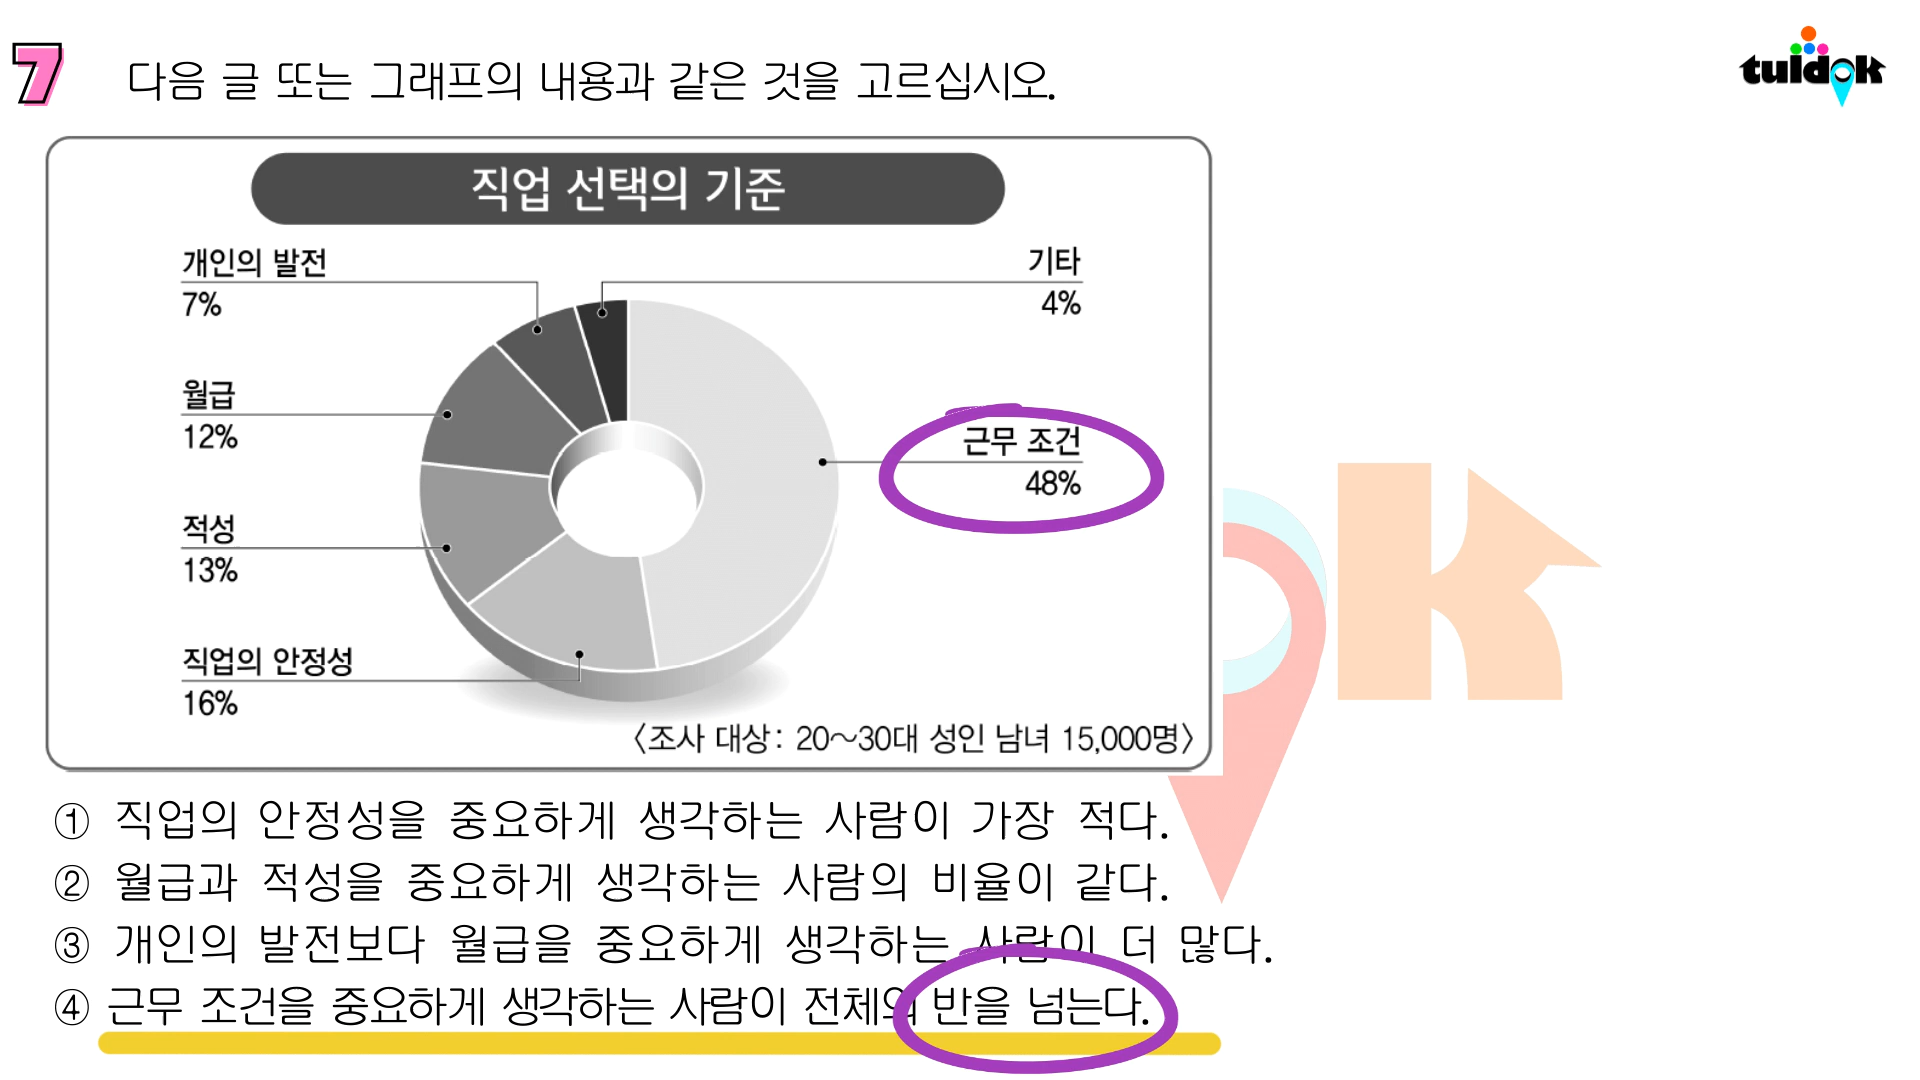 7 다음 글 또는 그래프의 내용과 같은 것을 고르십시오.
tuldok
직업 선택의 기준
개인의 발전
7%
기타
4%
월급
12%
근무 조건
48%
적성
13%
직업의 안정성
16%
〈조사 대상: 20~30대 성인 남녀 15,000명〉
① 직업의 안정성을 중요하게 생각하는 사람이 가장 적다.
② 월급과 적성을 중요하게 생각하는 사람의 비율이 같다.
③ 개인의 발전보다 월급을 중요하게 생각하는 사람이 더 많다.
④ 근무 조건을 중요하게 생각하는 사람이 전체의 반을 넘는다.
OK